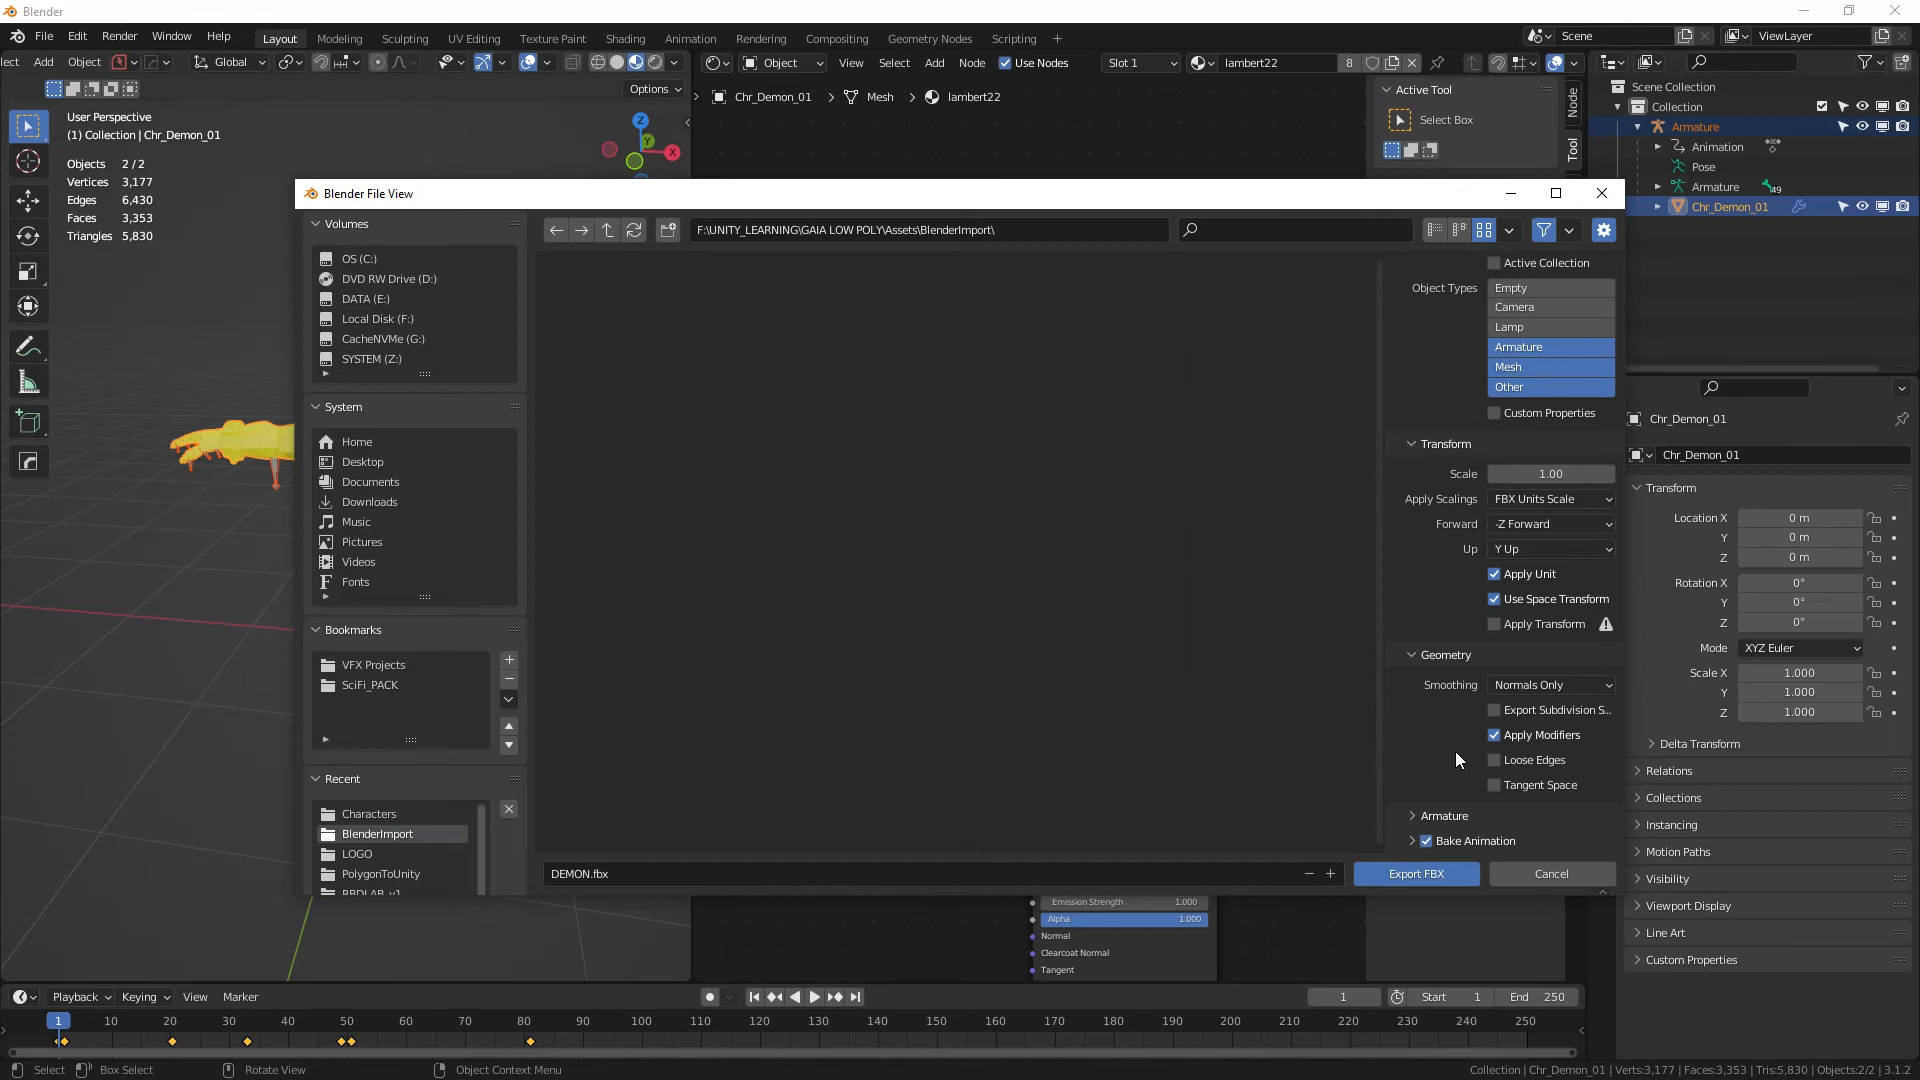 Blender
File Edit Render Window Help Layout Modeling Sculpting UV Editing Texture Paint Shading Animation Rendering Compositing Geometry Nodes Scripting + Scene ViewLayer
lect Add Object Global Object View Select Add Node Use Nodes Slot 1 lambert22 8
Options Chr_Demon_01 > Mesh > lambert22 Active Tool
Select Box
Node
Tool
User Perspective
(1) Collection | Chr_Demon_01
Objects 2 / 2
Vertices 3,177
Edges 6,430
Faces 3,353
Triangles 5,830
Z
Y
X
Scene Collection
Collection
Armature
Animation
Pose
Armature 49
Chr_Demon_01
Blender File View
Volumes
OS (C:)
DVD RW Drive (D:)
DATA (E:)
Local Disk (F:)
CacheNVMe (G:)
SYSTEM (Z:)
System
Home
Desktop
Documents
Downloads
Music
Pictures
Videos
Fonts
Bookmarks
VFX Projects
SciFi_PACK
Recent
Characters
BlenderImport
LOGO
PolygonToUnity
F:\UNITY_LEARNING\GAIA LOW POLY\Assets\BlenderImport\
Active Collection
Object Types Empty
Camera
Lamp
Armature
Mesh
Other
Custom Properties
Transform
Scale 1.00
Apply Scalings FBX Units Scale
Forward -Z Forward
Up Y Up
Apply Unit
Use Space Transform
Apply Transform
Geometry
Smoothing Normals Only
Export Subdivision S...
Apply Modifiers
Loose Edges
Tangent Space
Armature
Bake Animation
DEMON.fbx Export FBX Cancel
Chr_Demon_01
Chr_Demon_01
Transform
Location X 0 m
Y 0 m
Z 0 m
Rotation X 0°
Y 0°
Z 0°
Mode XYZ Euler
Scale X 1.000
Y 1.000
Z 1.000
Delta Transform
Relations
Collections
Instancing
Motion Paths
Visibility
Viewport Display
Line Art
Custom Properties
Emission Strength 1.000
Alpha 1.000
Normal
Clearcoat Normal
Tangent
Playback Keying View Marker 1 Start 1 End 250
1 10 20 30 40 50 60 70 80 90 100 110 120 130 140 150 160 170 180 190 200 210 220 230 240 250
Select Box Select Rotate View Object Context Menu Collection | Chr_Demon_01 | Verts:3,177 | Faces:3,353 | Tris:5,830 | Objects:2/2 | 3.1.2